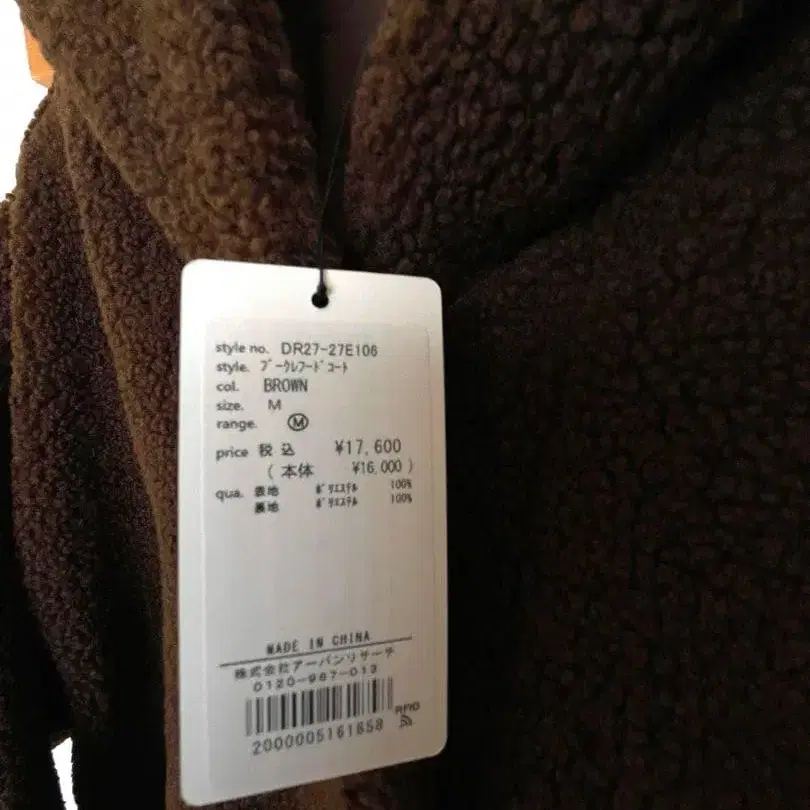 style no. DR27-27E106
style. ﾌﾞｰｸﾚﾌｰﾄﾞｺｰﾄ
col. BROWN
size. M
range. Ⓜ
price 税込 ¥17,600
(本体 ¥16,000)
qua. 表地 ﾎﾟﾘｴｽﾃﾙ 100%
裏地 ﾎﾟﾘｴｽﾃﾙ 100%
MADE IN CHINA
株式会社アーバンリサーチ
0120-967-013
2000005161658
RFID